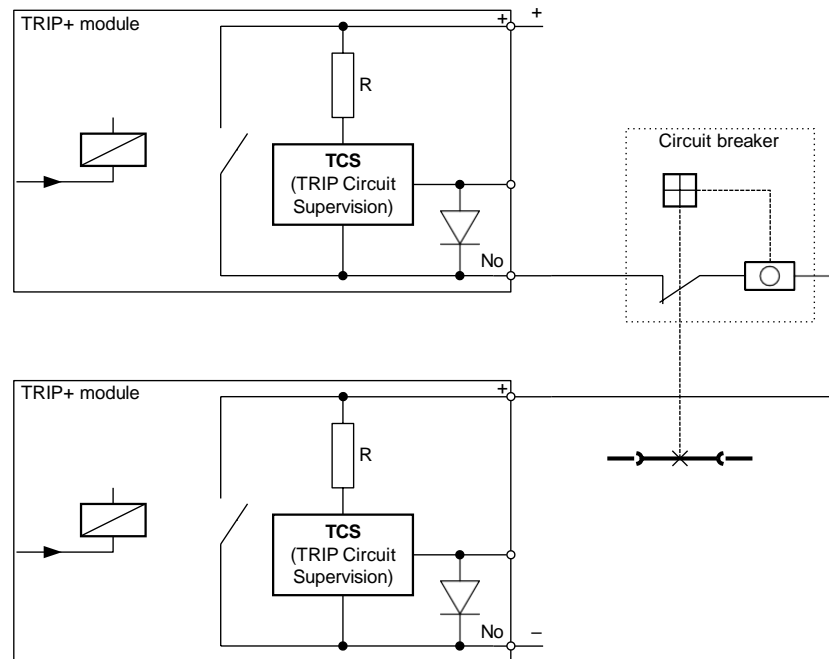 TRIP+ module
+ +
R
TCS
(TRIP Circuit
Supervision)
No
Circuit breaker
TRIP+ module
+
R
TCS
(TRIP Circuit
Supervision)
No –